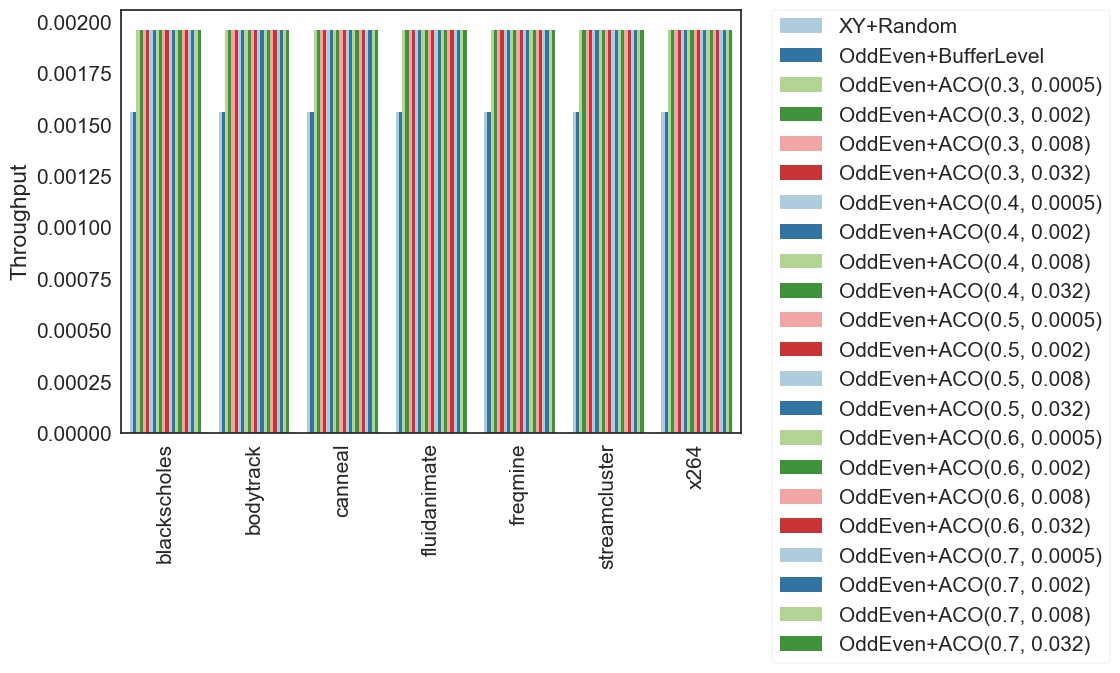 Throughput
0.00200
0.00175
0.00150
0.00125
0.00100
0.00075
0.00050
0.00025
0.00000
blackscholes
bodytrack
canneal
fluidanimate
freqmine
streamcluster
x264
XY+Random
OddEven+BufferLevel
OddEven+ACO(0.3, 0.0005)
OddEven+ACO(0.3, 0.002)
OddEven+ACO(0.3, 0.008)
OddEven+ACO(0.3, 0.032)
OddEven+ACO(0.4, 0.0005)
OddEven+ACO(0.4, 0.002)
OddEven+ACO(0.4, 0.008)
OddEven+ACO(0.4, 0.032)
OddEven+ACO(0.5, 0.0005)
OddEven+ACO(0.5, 0.002)
OddEven+ACO(0.5, 0.008)
OddEven+ACO(0.5, 0.032)
OddEven+ACO(0.6, 0.0005)
OddEven+ACO(0.6, 0.002)
OddEven+ACO(0.6, 0.008)
OddEven+ACO(0.6, 0.032)
OddEven+ACO(0.7, 0.0005)
OddEven+ACO(0.7, 0.002)
OddEven+ACO(0.7, 0.008)
OddEven+ACO(0.7, 0.032)